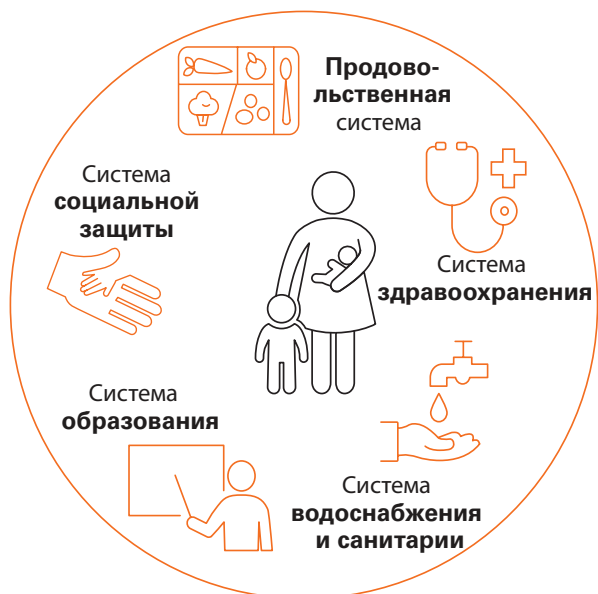 Продово-
льственная
система
Система
здравоохранения
Система
водоснабжения
и санитарии
Система
образования
Система
социальной
защиты